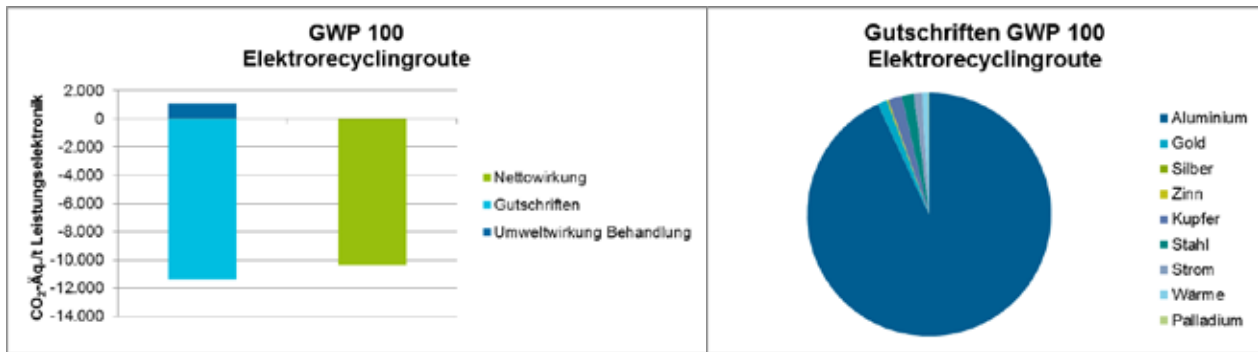 GWP 100
Elektrorecyclingroute
CO₂-Äq./t Leistungselektronik
2.000
0
-2.000
-4.000
-6.000
-8.000
-10.000
-12.000
-14.000
Nettowirkung
Gutschriften
Umweltwirkung Behandlung
Gutschriften GWP 100
Elektrorecyclingroute
Aluminium
Gold
Silber
Zinn
Kupfer
Stahl
Strom
Wärme
Palladium